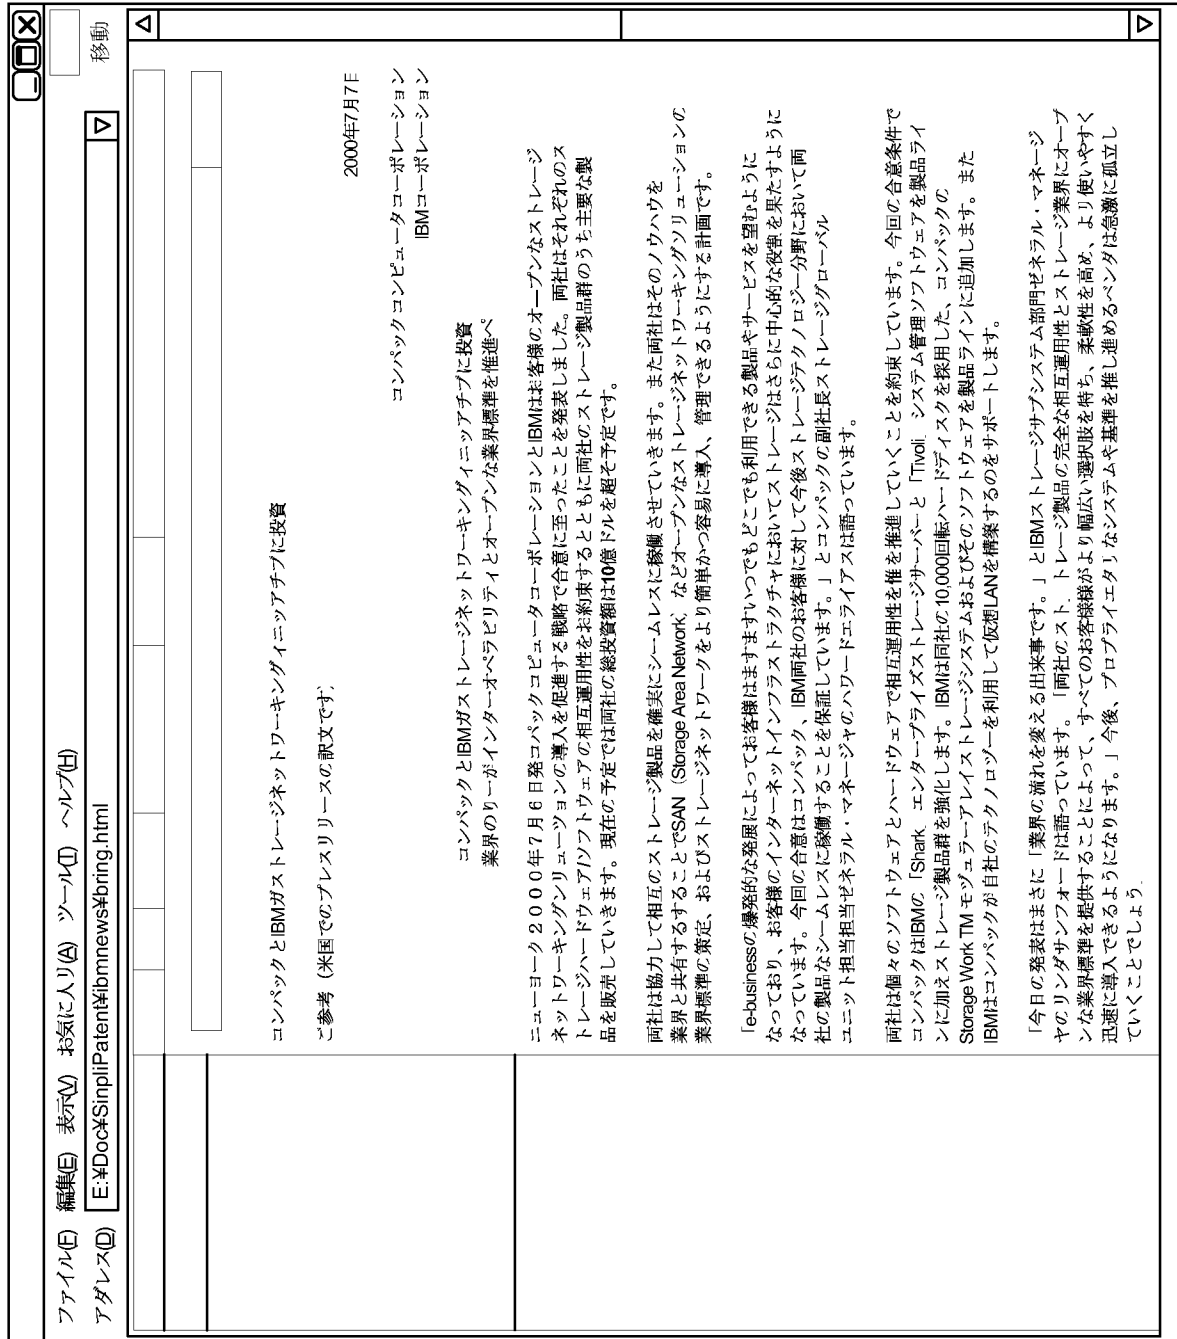 ファイル(F) 編集(E) 表示(V) お気に入り(A) ツール(T) ヘルプ(H)
アダレス(D) E:¥Doc¥SinpliPatent¥ibmnews¥bring.html 移動
コンパックとIBMガストレージネットワーキングィニッアチブに投資
ご参考（米国でのプレスリリースの訳文です）
2000年7月7日
コンパックコンピュータコーポレーション
IBMコーポレーション
コンパックとIBMガストレージネットワーキングィニッアチブに投資
業界のリーがインターオペラビリティとオープンな業界標準を推進へ
ニューヨーク２０００年７月６日発コパックコピュータコーポレーションとIBMはお客様のオープンなストレージ
ネットワーキングンリューツョンの導入を促進する戦略で合意に至ったことを発表しました。両社はそれぞれのス
トレージハードウェア/ソフトウェアの相互運用性をお約束するとともに両社のストレージ製品群のうち主要な製
品を販売していきます。現在の予定では両社の総投資額は10億ドルを超そ予定です。
両社は協力して相互のストレージ製品を確実にシームレスに稼働させていきます。また両社はそのノウハウを
業界と共有するすることでSAN（Storage Area Network）などオープンなストレージネットワーキングソリューションの
業界標準の策定、およびストレージネットワークをより簡単かつ容易に導入、管理できるようにする計画です。
「e-businessの爆発的な発展によってお客様はますますいつでもどこでも利用できる製品やサービスを望むように
なっており、お客様のインターネットインフラストラクチャにおいてストレージはさらに中心的な役割を果たすように
なっています。今回の合意はコンパック、IBM両社のお客様に対して今後ストレージテクノロジー分野において両
社の製品なシームレスに稼働することを保証しています。」とコンパックの副社長ストレージグローバル
ユニット担当担当ゼネラル・マネージャのハワードエライアスは語っています。
両社は個々のソフトウェアとハードウェアで相互運用性を惟を推進していくことを約束しています。今回の合意条件で
コンパックはIBMの「Shark エンタープライズストレージサーバーと「Tivoli システム管理ソフトウェアを製品ライ
ンに加えストレージ製品群を強化します。IBMは同社の10,000回転ハードディスクを採用した、コンパックの
Storage Work TM モヅュラーアレイストレージシステムおよびそのソフトウェアを製品ラインに追加します。また
IBMはコンパックが自社のテクノロヅーを利用して仮想LANを構築するのをサポートします。
「今日の発表はまさに「業界の流れを変える出来事です。」とIBMストレージサブシステム部門ゼネラル・マネージ
ヤのリンダサンフォードは語っています。「両社のスト、トレージ製品の完全な相互運用性とストレージ業界にオープ
ンな業界標準を提供することによって、すべてのお客様様がより幅広い選択肢を持ち、柔軟性を高め、より使いやすく
迅速に導入できるようになります。」今後、プロプライエタリなシステムや基準を推し進めるベンダは急激に孤立し
ていくことでしょう.